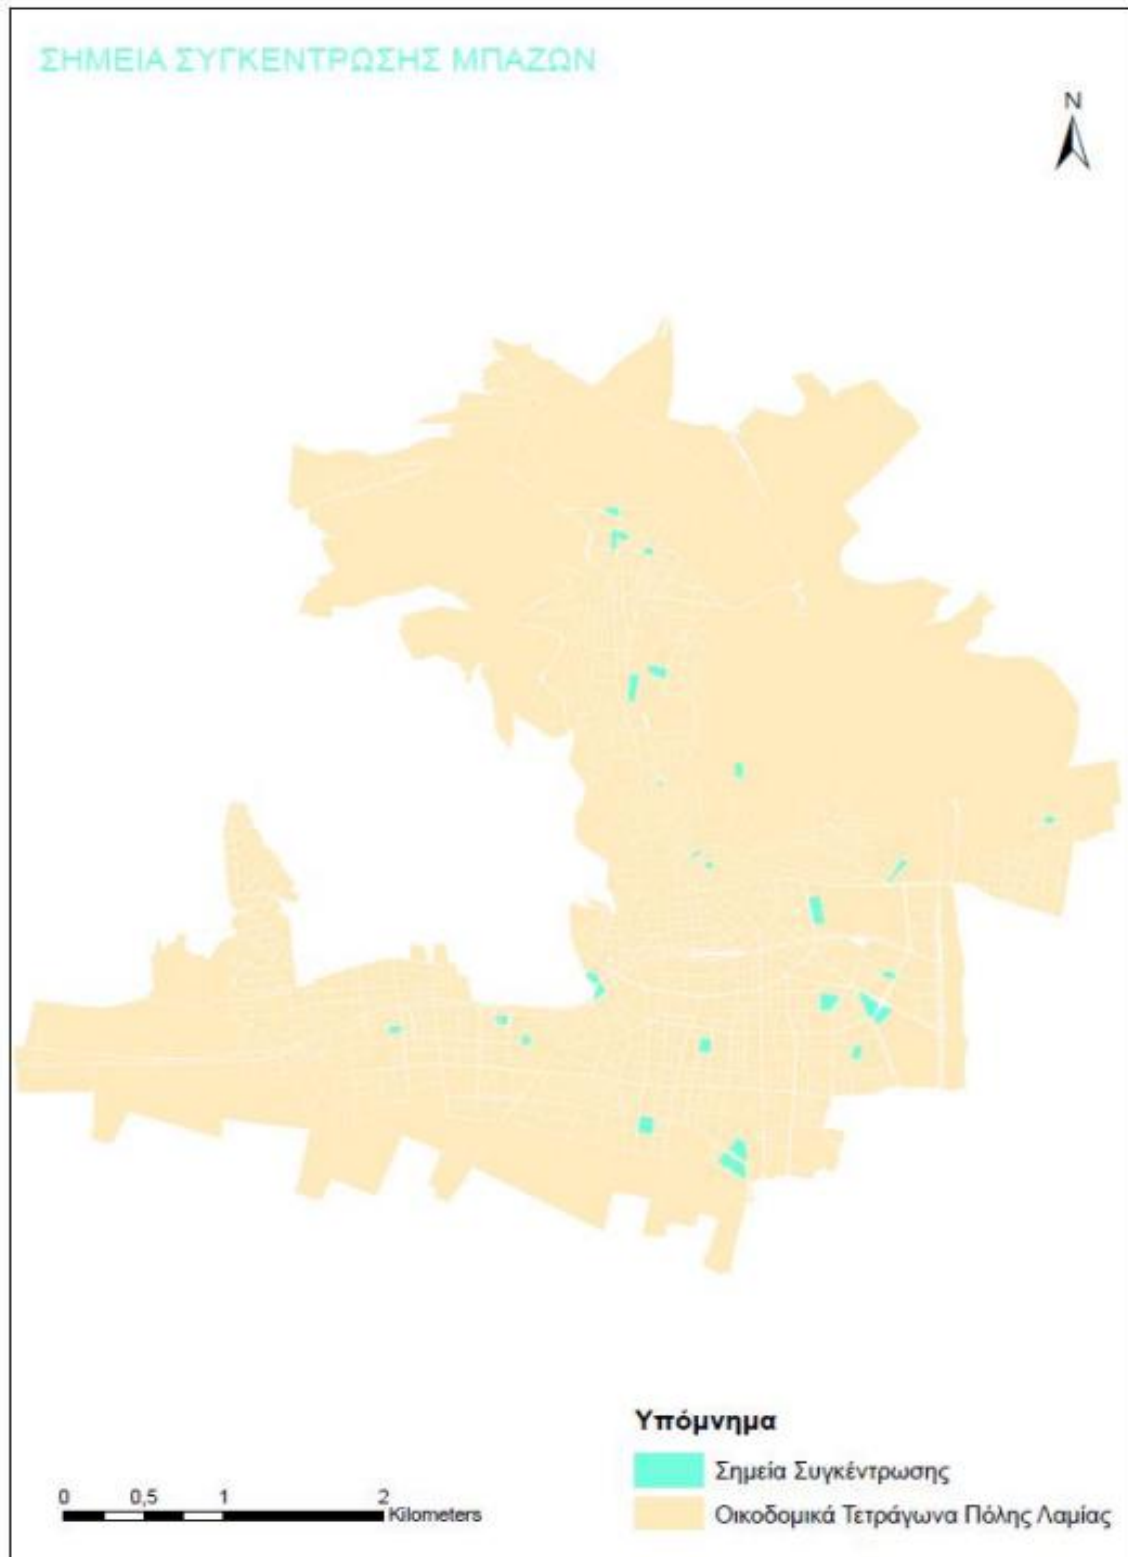 ΣΗΜΕΙΑ ΣΥΓΚΕΝΤΡΩΣΗΣ ΜΠΑΖΩΝ
N
Υπόμνημα
Σημεία Συγκέντρωσης
Οικοδομικά Τετράγωνα Πόλης Λαμίας
0 0,5 1 2
Kilometers